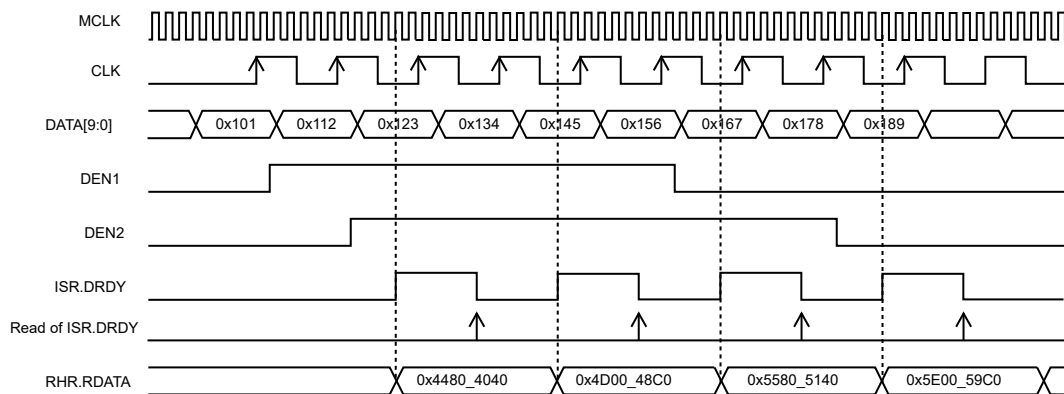 MCLK
CLK
DATA[9:0] 0x101 0x112 0x123 0x134 0x145 0x156 0x167 0x178 0x189
DEN1
DEN2
ISR.DRDY
Read of ISR.DRDY
RHR.RDATA 0x4480_4040 0x4D00_48C0 0x5580_5140 0x5E00_59C0